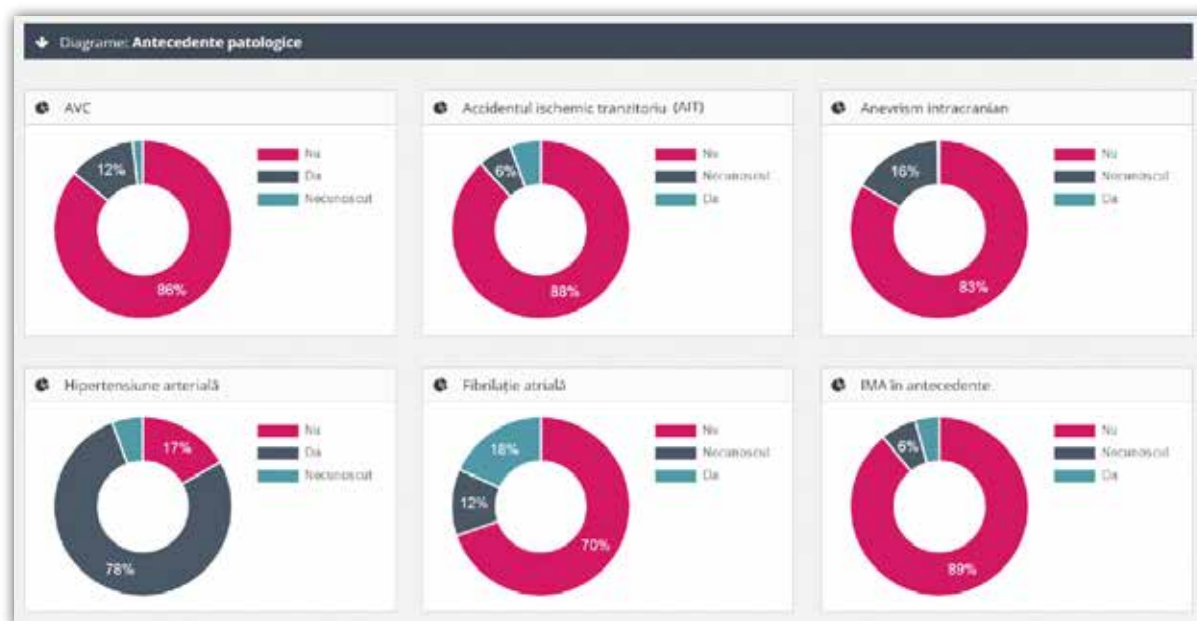 Diagrame: Antecedente patologice
AVC
12%
86%
Nu
Da
Necunoscut
Accidentul ischemic tranzitoriu (AIT)
6%
88%
Nu
Necunoscut
Da
Anevrism intracranian
16%
83%
Nu
Necunoscut
Da
Hipertensiune arterială
17%
78%
Nu
Da
Necunoscut
Fibrilație atrială
18%
12%
70%
Nu
Necunoscut
Da
IMA în antecedente
6%
89%
Nu
Necunoscut
Da